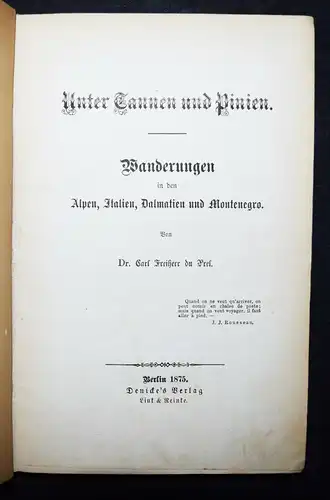 Unter Tannen und Pinien.
Wanderungen
in den
Alpen, Italien, Dalmatien und Montenegro.
Von
Dr. Carl Freiherr du Prel.
Quand on ne veut qu'arriver, on
peut courir en chaise de poste;
mais quand on veut voyager, il faut
aller à pied. —
J. J. Rousseau.
Berlin 1875.
Denicke's Verlag
Link & Reinke.